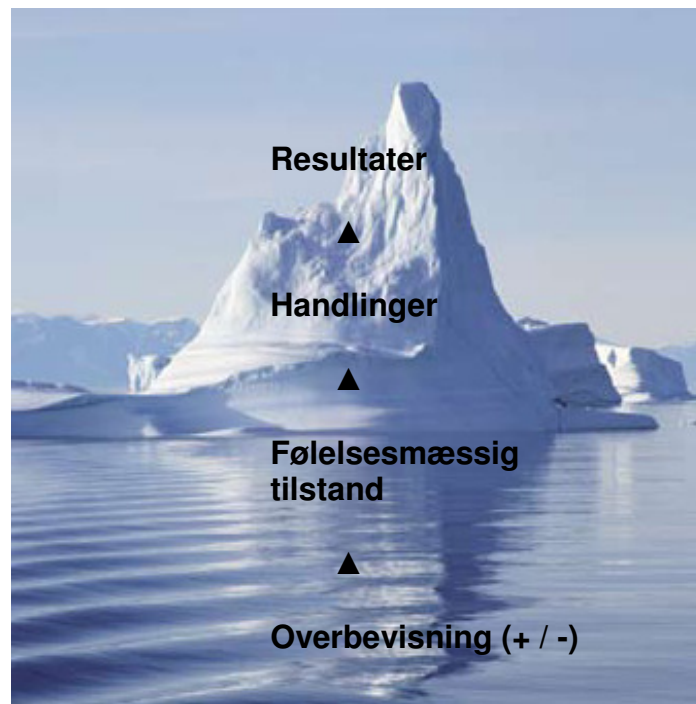 Resultater
▲
Handlinger
▲
Følelsesmæssig
tilstand
▲
Overbevisning (+ / -)